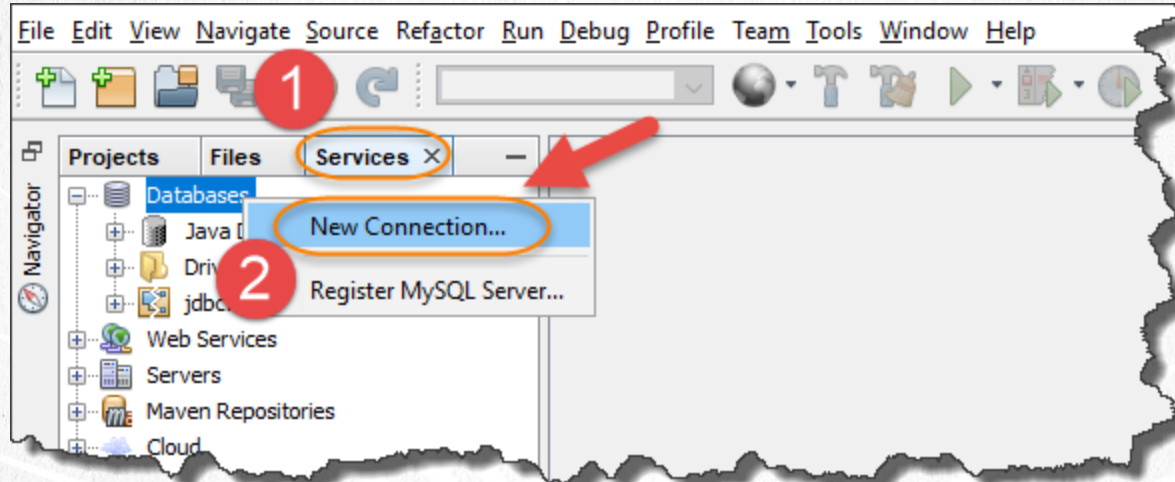 File Edit View Navigate Source Refactor Run Debug Profile Team Tools Window Help
1
Projects Files Services
Navigator
Databases
New Connection...
Java
2
Register MySQL Server...
Web Services
Servers
Maven Repositories
Cloud